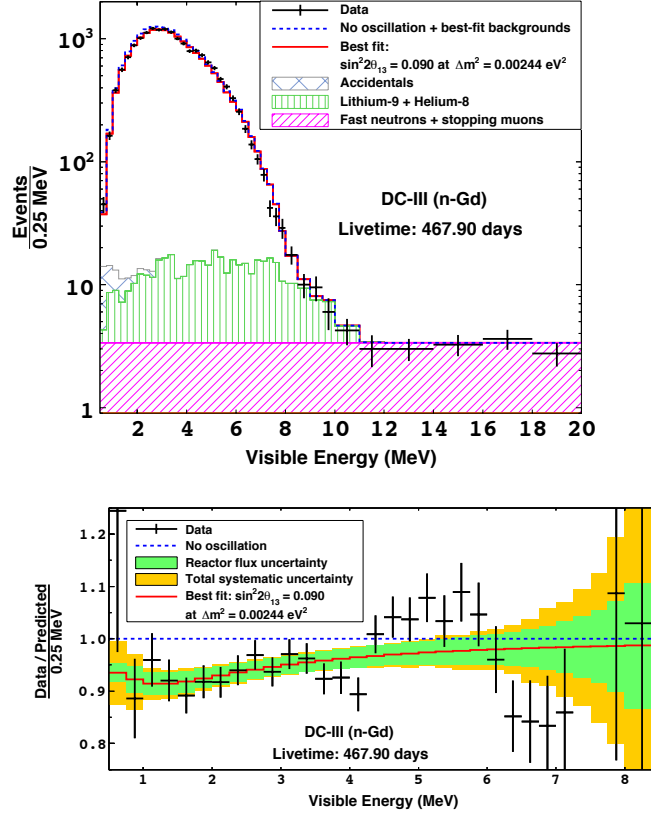 Data
No oscillation + best-fit backgrounds
Best fit:
sin²2θ₁₃ = 0.090 at Δm² = 0.00244 eV²
Accidentals
Lithium-9 + Helium-8
Fast neutrons + stopping muons
DC-III (n-Gd)
Livetime: 467.90 days
Events
0.25 MeV
10³
10²
10
1
2 4 6 8 10 12 14 16 18 20
Visible Energy (MeV)
Data
No oscillation
Reactor flux uncertainty
Total systematic uncertainty
Best fit: sin²2θ₁₃ = 0.090
at Δm² = 0.00244 eV²
DC-III (n-Gd)
Livetime: 467.90 days
Data / Predicted
0.25 MeV
1.2
1.0
0.9
0.8
1 2 3 4 5 6 7 8
Visible Energy (MeV)